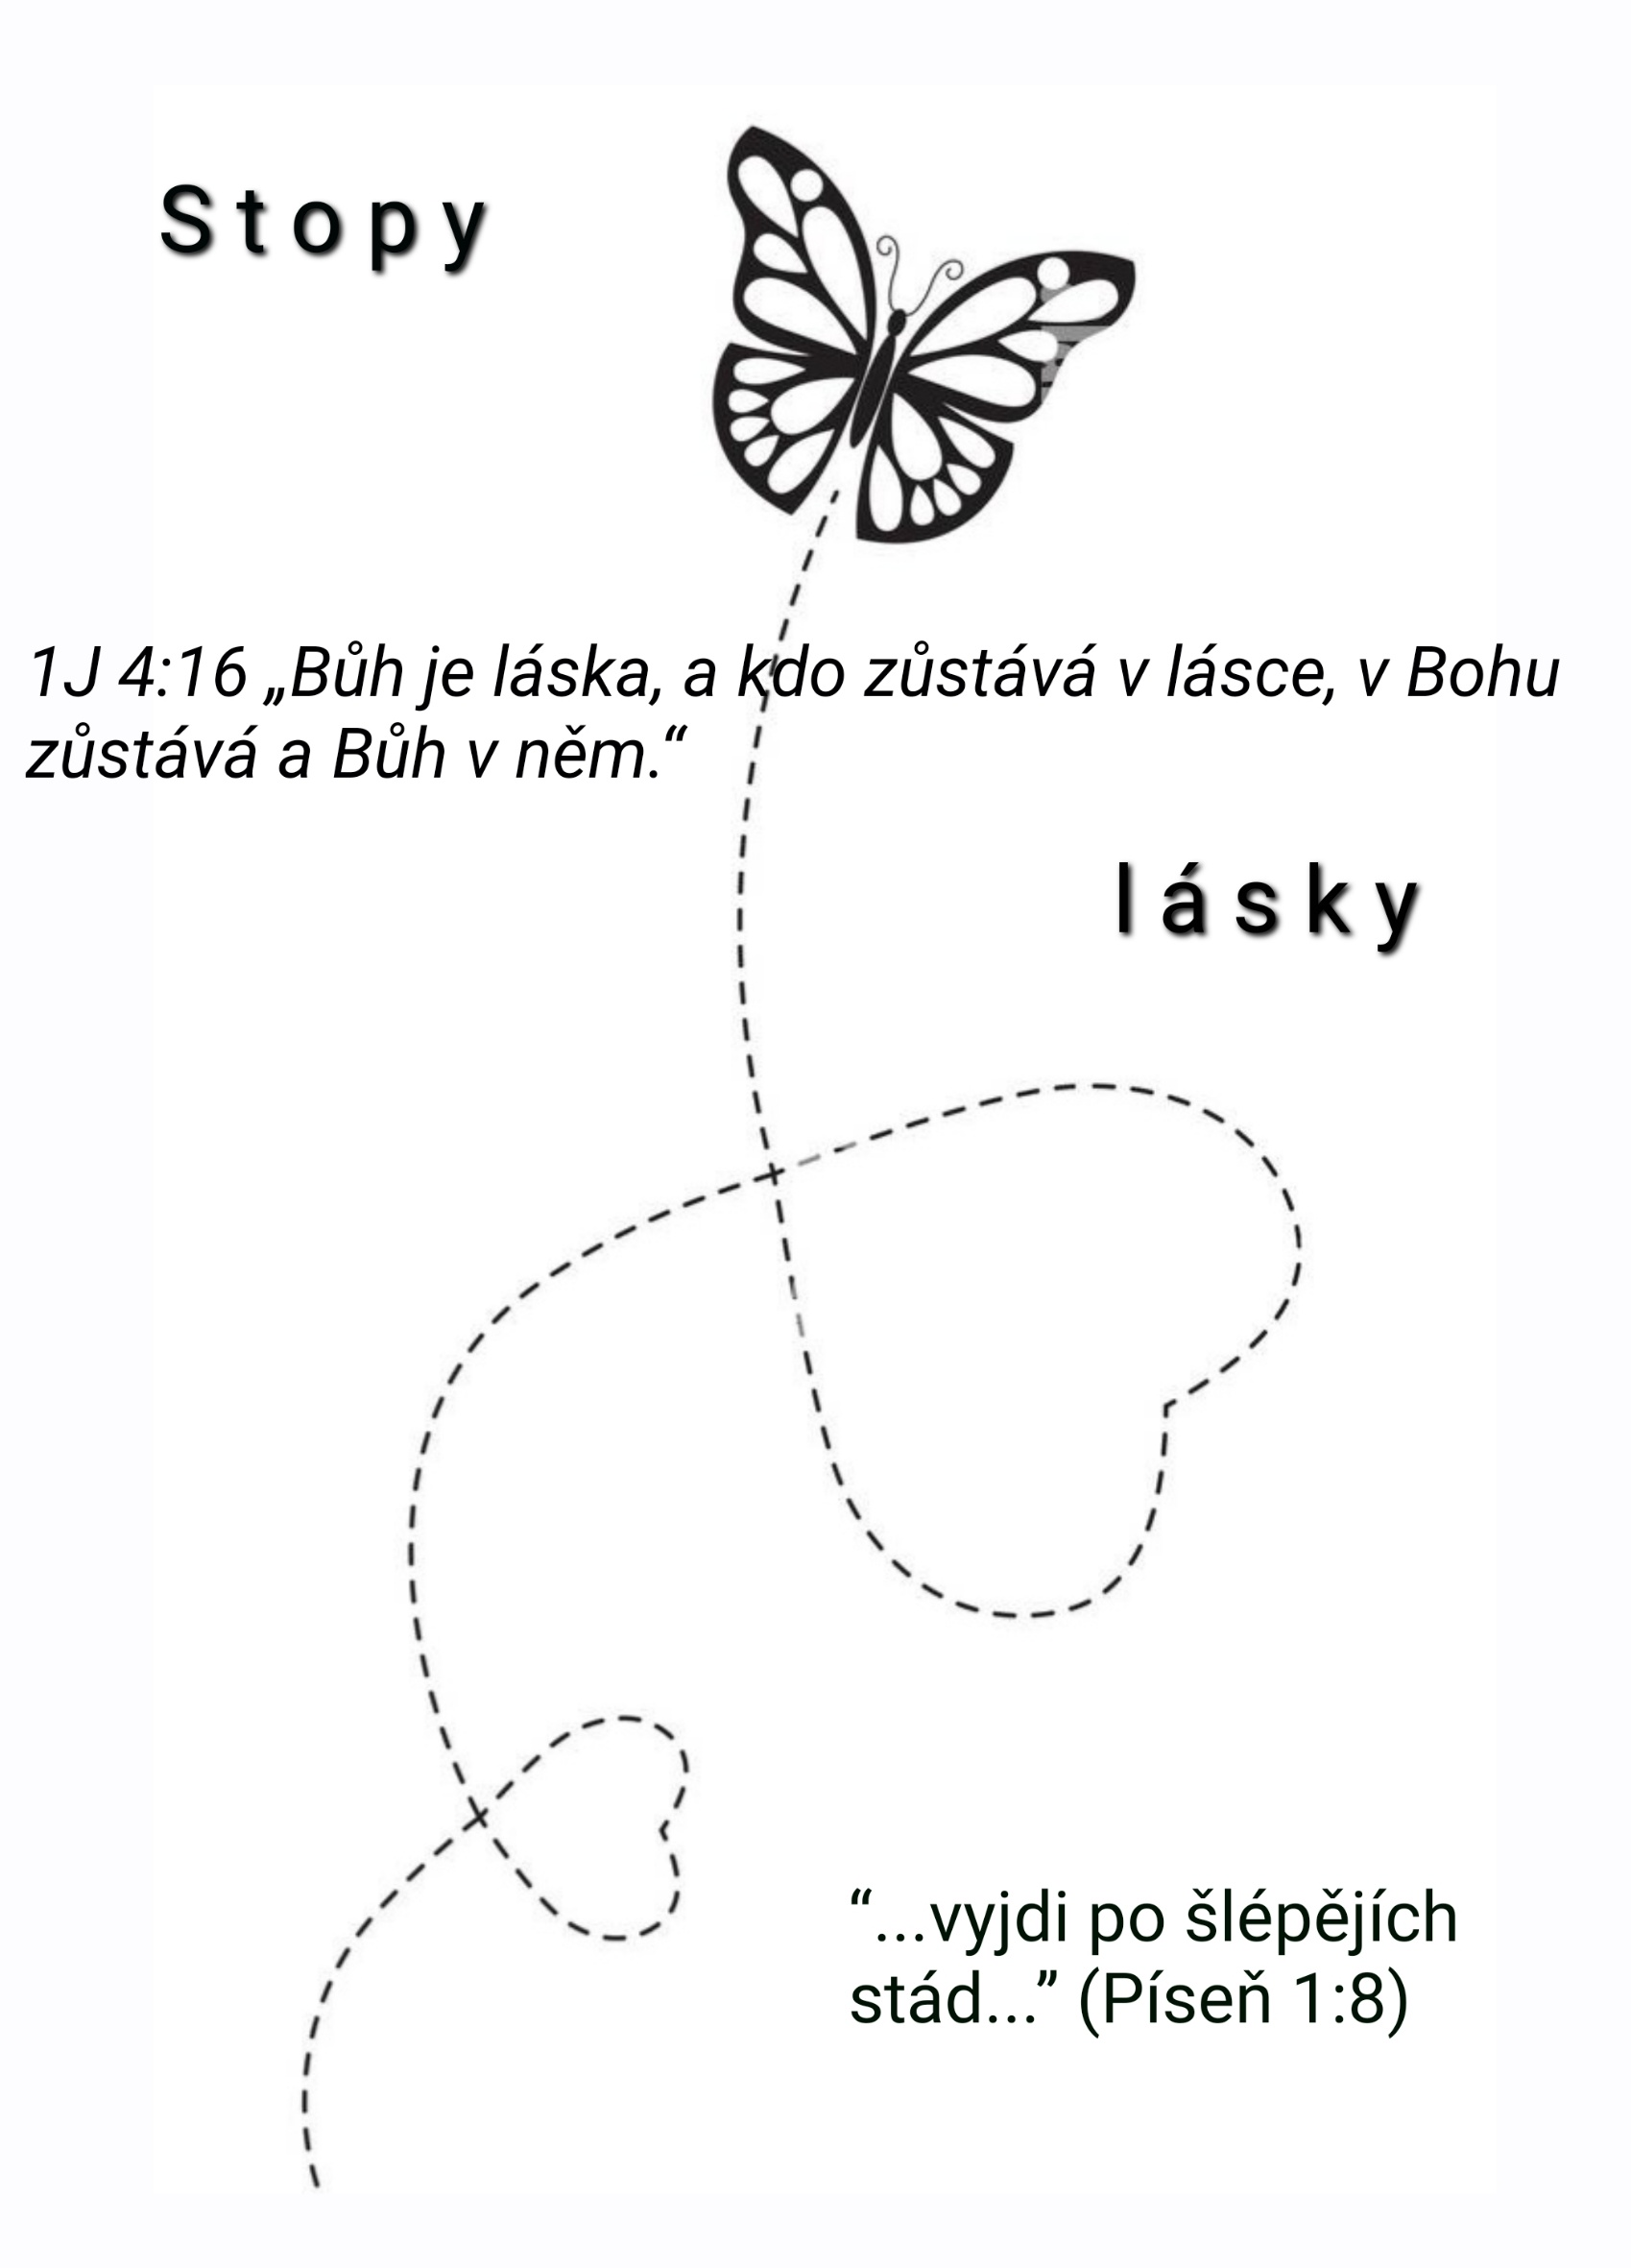 Stopy
1J 4:16 „Bůh je láska, a kdo zůstává v lásce, v Bohu
zůstává a Bůh v něm.“
lásky
“...vyjdi po šlépějích
stád...” (Píseň 1:8)